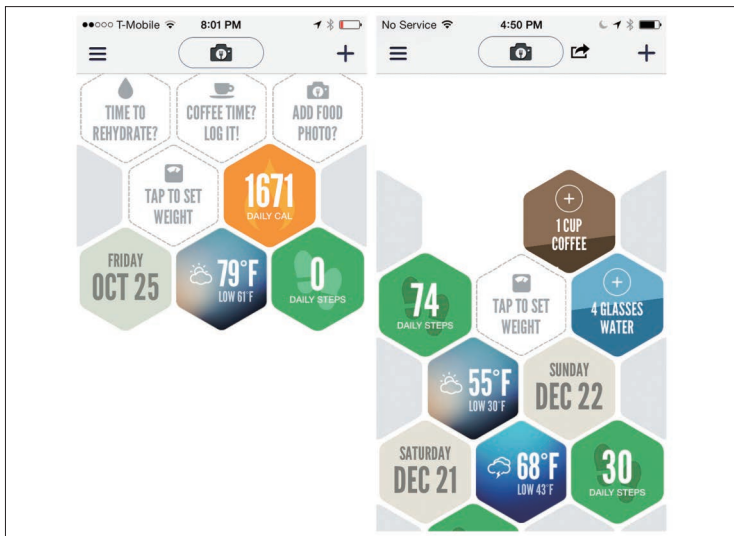 T-Mobile 8:01 PM
TIME TO
REHYDRATE?
COFFEE TIME?
LOG IT!
ADD FOOD
PHOTO?
TAP TO SET
WEIGHT
1671
DAILY CAL
FRIDAY
OCT 25
79°F
LOW 61°F
0
DAILY STEPS
No Service 4:50 PM
1 CUP
COFFEE
74
DAILY STEPS
TAP TO SET
WEIGHT
4 GLASSES
WATER
55°F
LOW 30°F
SUNDAY
DEC 22
SATURDAY
DEC 21
68°F
LOW 43°F
30
DAILY STEPS